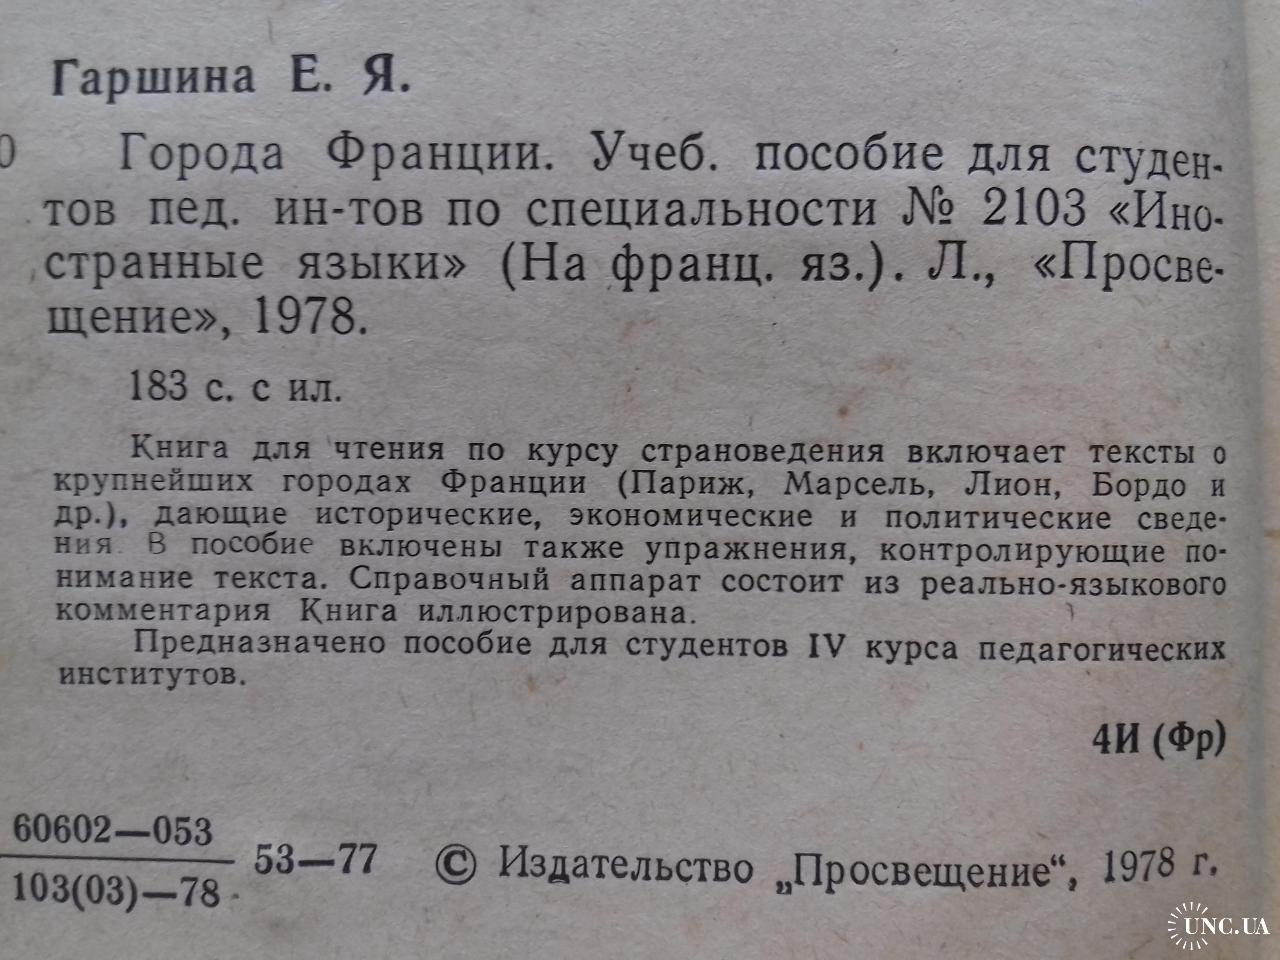 Гаршина Е. Я.
0 Города Франции. Учеб. пособие для студен-
тов пед. ин-тов по специальности № 2103 «Ино-
странные языки» (На франц. яз.). Л., «Просве-
щение», 1978.
183 с. с ил.
Книга для чтения по курсу страноведения включает тексты о
крупнейших городах Франции (Париж, Марсель, Лион, Бордо и
др.), дающие исторические, экономические и политические сведе-
ния. В пособие включены также упражнения, контролирующие по-
нимание текста. Справочный аппарат состоит из реально-языкового
комментария Книга иллюстрирована.
Предназначено пособие для студентов IV курса педагогических
институтов.
4И (Фр)
60602—053
103(03)—78
53—77
© Издательство „Просвещение“, 1978 г.
UNC.UA